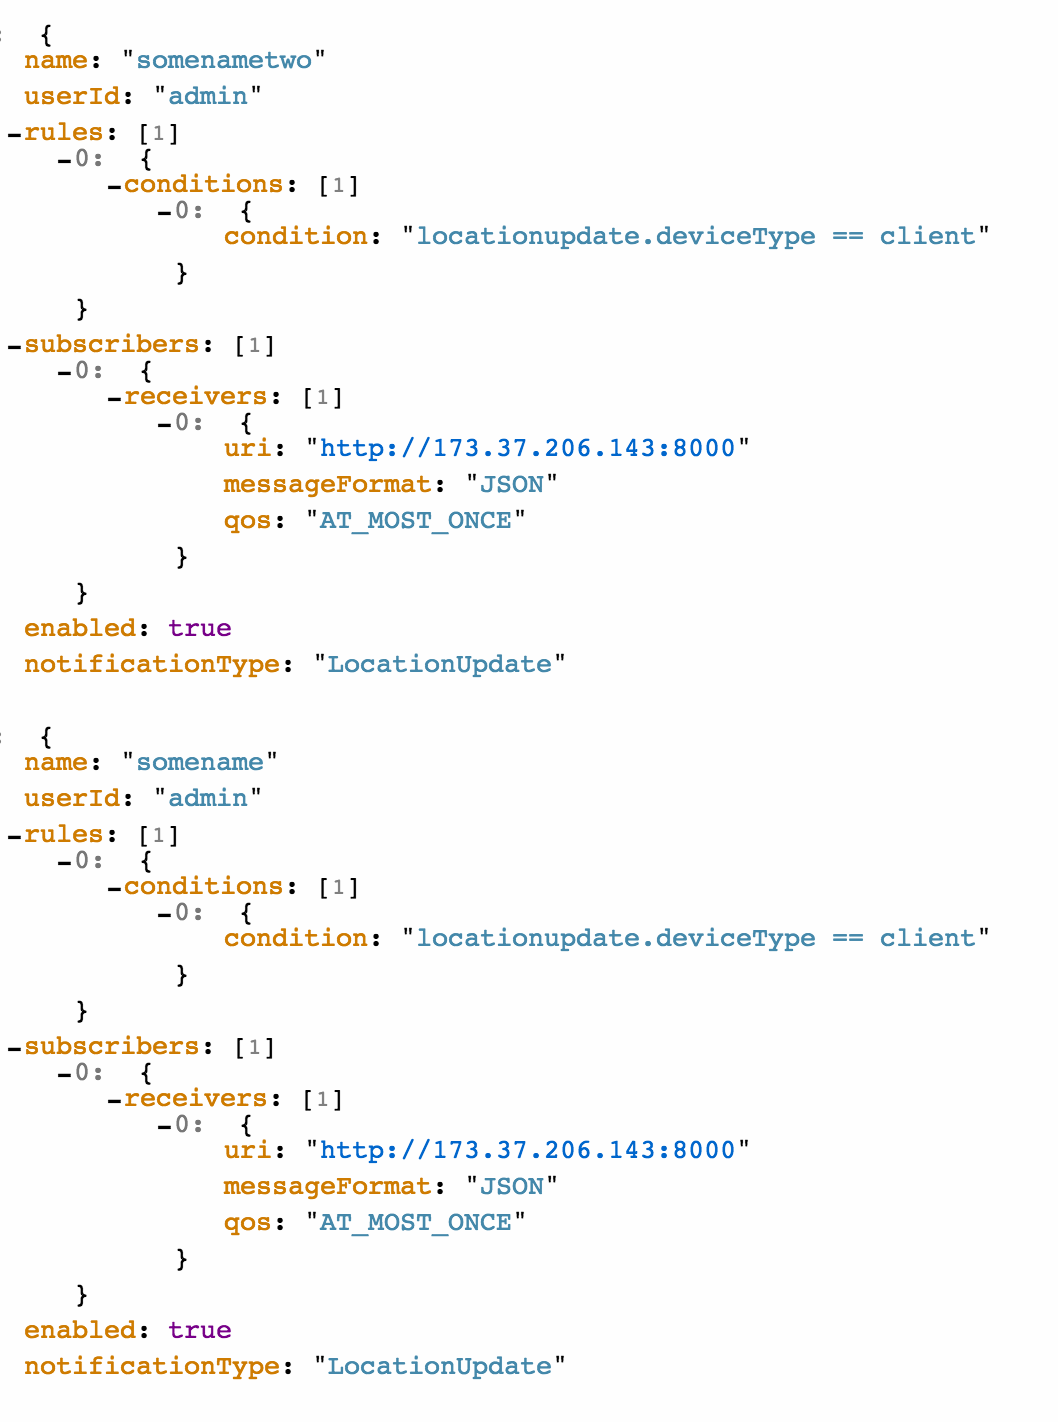 : {
name: "somenametwo"
userId: "admin"
-rules: [1]
-0: {
-conditions: [1]
-0: {
condition: "locationupdate.deviceType == client"
}
}
-subscribers: [1]
-0: {
-receivers: [1]
-0: {
uri: "http://173.37.206.143:8000"
messageFormat: "JSON"
qos: "AT_MOST_ONCE"
}
}
enabled: true
notificationType: "LocationUpdate"
: {
name: "somename"
userId: "admin"
-rules: [1]
-0: {
-conditions: [1]
-0: {
condition: "locationupdate.deviceType == client"
}
}
-subscribers: [1]
-0: {
-receivers: [1]
-0: {
uri: "http://173.37.206.143:8000"
messageFormat: "JSON"
qos: "AT_MOST_ONCE"
}
}
enabled: true
notificationType: "LocationUpdate"